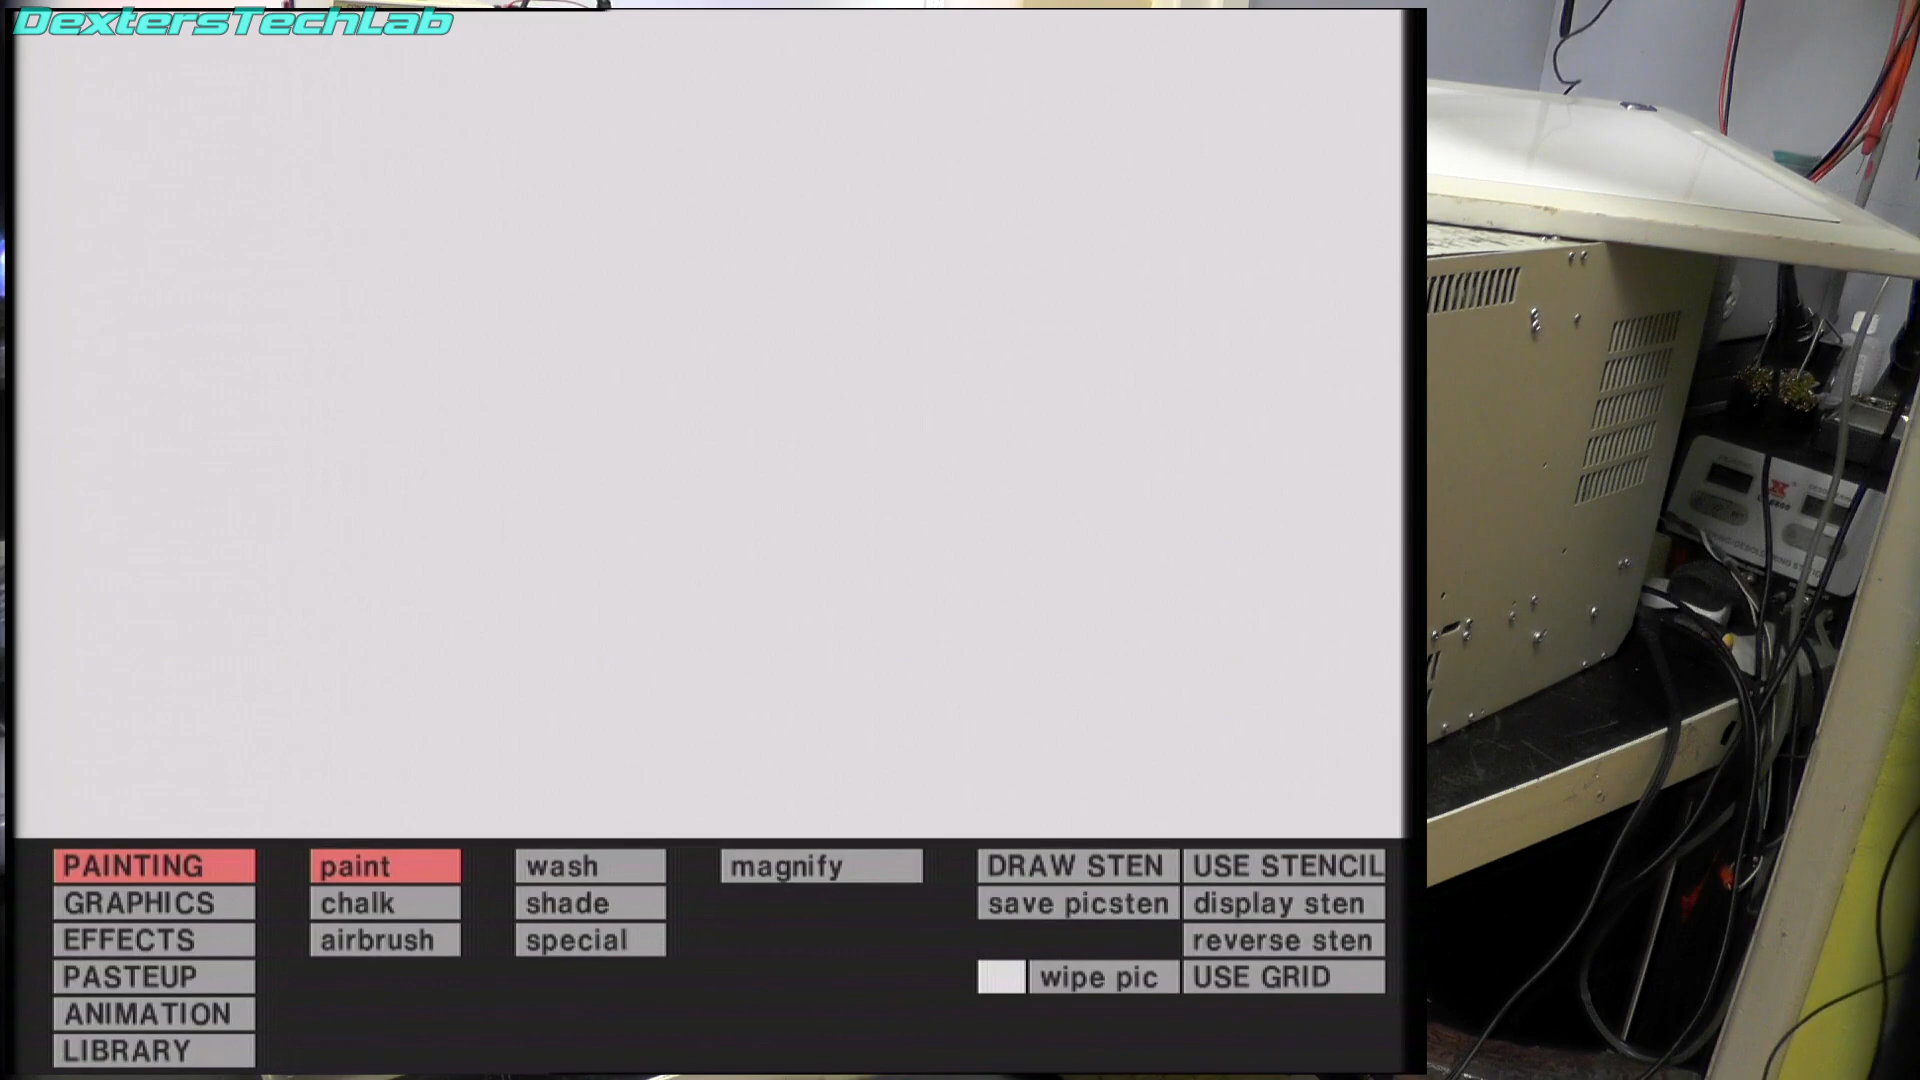 DextersTechLab
PAINTING paint wash magnify DRAW STEN USE STENCIL
GRAPHICS chalk shade save picsten display sten
EFFECTS airbrush special reverse sten
PASTEUP wipe pic USE GRID
ANIMATION
LIBRARY